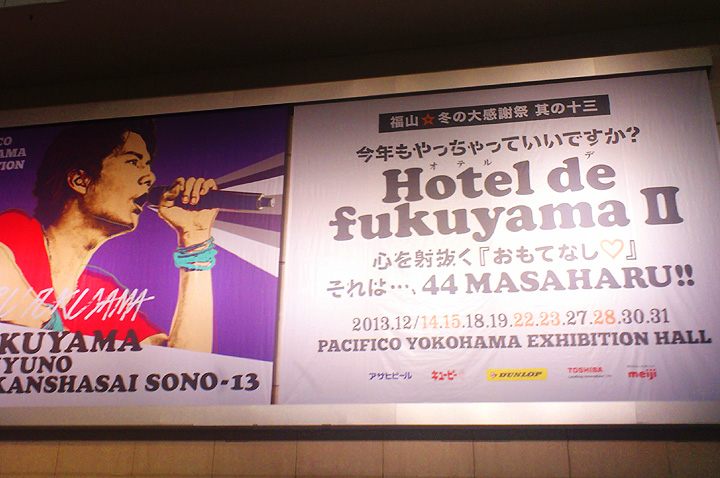 CO
AMA
TION
KUYAMA
YUNO
KANSHASAI SONO-13
福山☆冬の大感謝祭 其の十三
今年もやっちゃっていいですか?
オテル デ
Hotel de
fukuyama II
心を射抜く『おもてなし♡』
それは…、44 MASAHARU!!
2013.12/14.15.18.19.22.23.27.28.30.31
PACIFICO YOKOHAMA EXHIBITION HALL
アサヒビール キユーピー DUNLOP TOSHIBA meiji